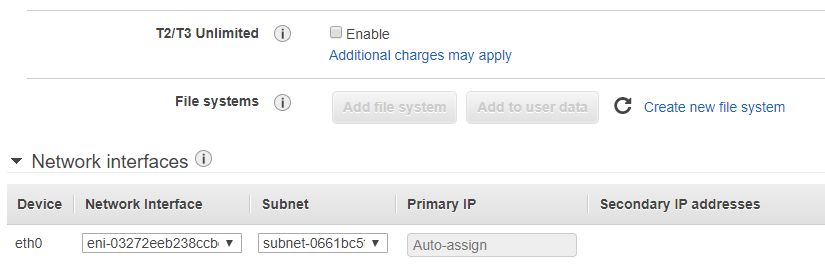 T2/T3 Unlimited Enable
Additional charges may apply
File systems Add file system Add to user data Create new file system
Network interfaces
Device Network Interface Subnet Primary IP Secondary IP addresses
eth0 eni-03272eeb238ccb subnet-0661bc5 Auto-assign